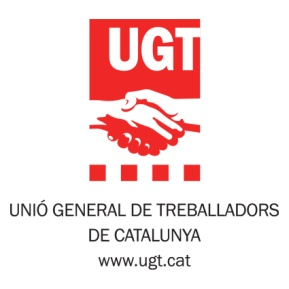 UGT
UNIÓ GENERAL DE TREBALLADORS
DE CATALUNYA
www.ugt.cat